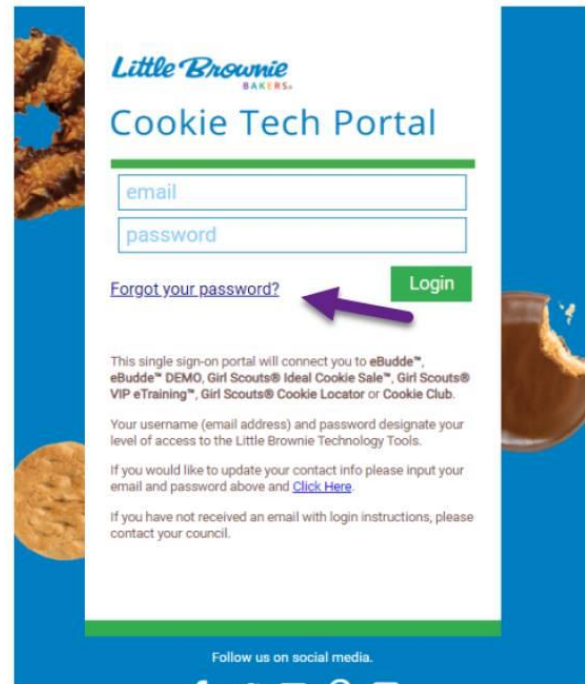 Little Brownie
BAKERS®
Cookie Tech Portal
email
password
Forgot your password?
Login
This single sign-on portal will connect you to eBudde™,
eBudde™ DEMO, Girl Scouts® Ideal Cookie Sale™, Girl Scouts®
VIP eTraining™, Girl Scouts® Cookie Locator or Cookie Club.
Your username (email address) and password designate your
level of access to the Little Brownie Technology Tools.
If you would like to update your contact info please input your
email and password above and Click Here.
If you have not received an email with login instructions, please
contact your council.
Follow us on social media.